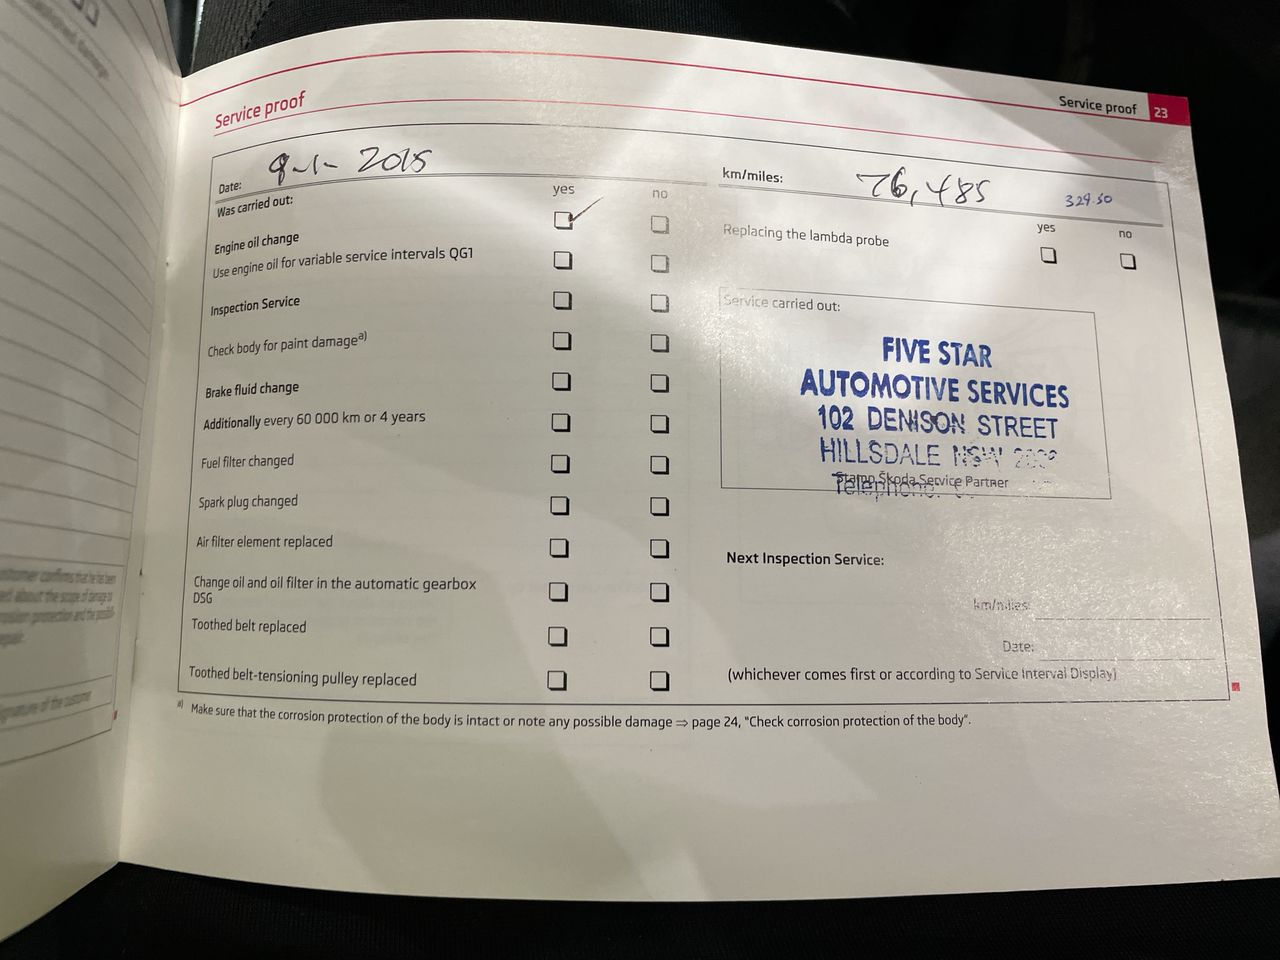 Service proof
Service proof 23
Date: 9-1-2015
km/miles: 76,485 329.50
Was carried out: yes no
yes no
Engine oil change
Use engine oil for variable service intervals QG1
Inspection Service
Check body for paint damage a)
Brake fluid change
Additionally every 60 000 km or 4 years
Fuel filter changed
Spark plug changed
Air filter element replaced
Change oil and oil filter in the automatic gearbox
DSG
Toothed belt replaced
Toothed belt-tensioning pulley replaced
Replacing the lambda probe
Service carried out:
FIVE STAR
AUTOMOTIVE SERVICES
102 DENISON STREET
HILLSDALE NSW
Stamp Škoda Service Partner
Telephone:
Next Inspection Service:
km/miles:
Date:
(whichever comes first or according to Service Interval Display)
a) Make sure that the corrosion protection of the body is intact or note any possible damage ⇒ page 24, "Check corrosion protection of the body".